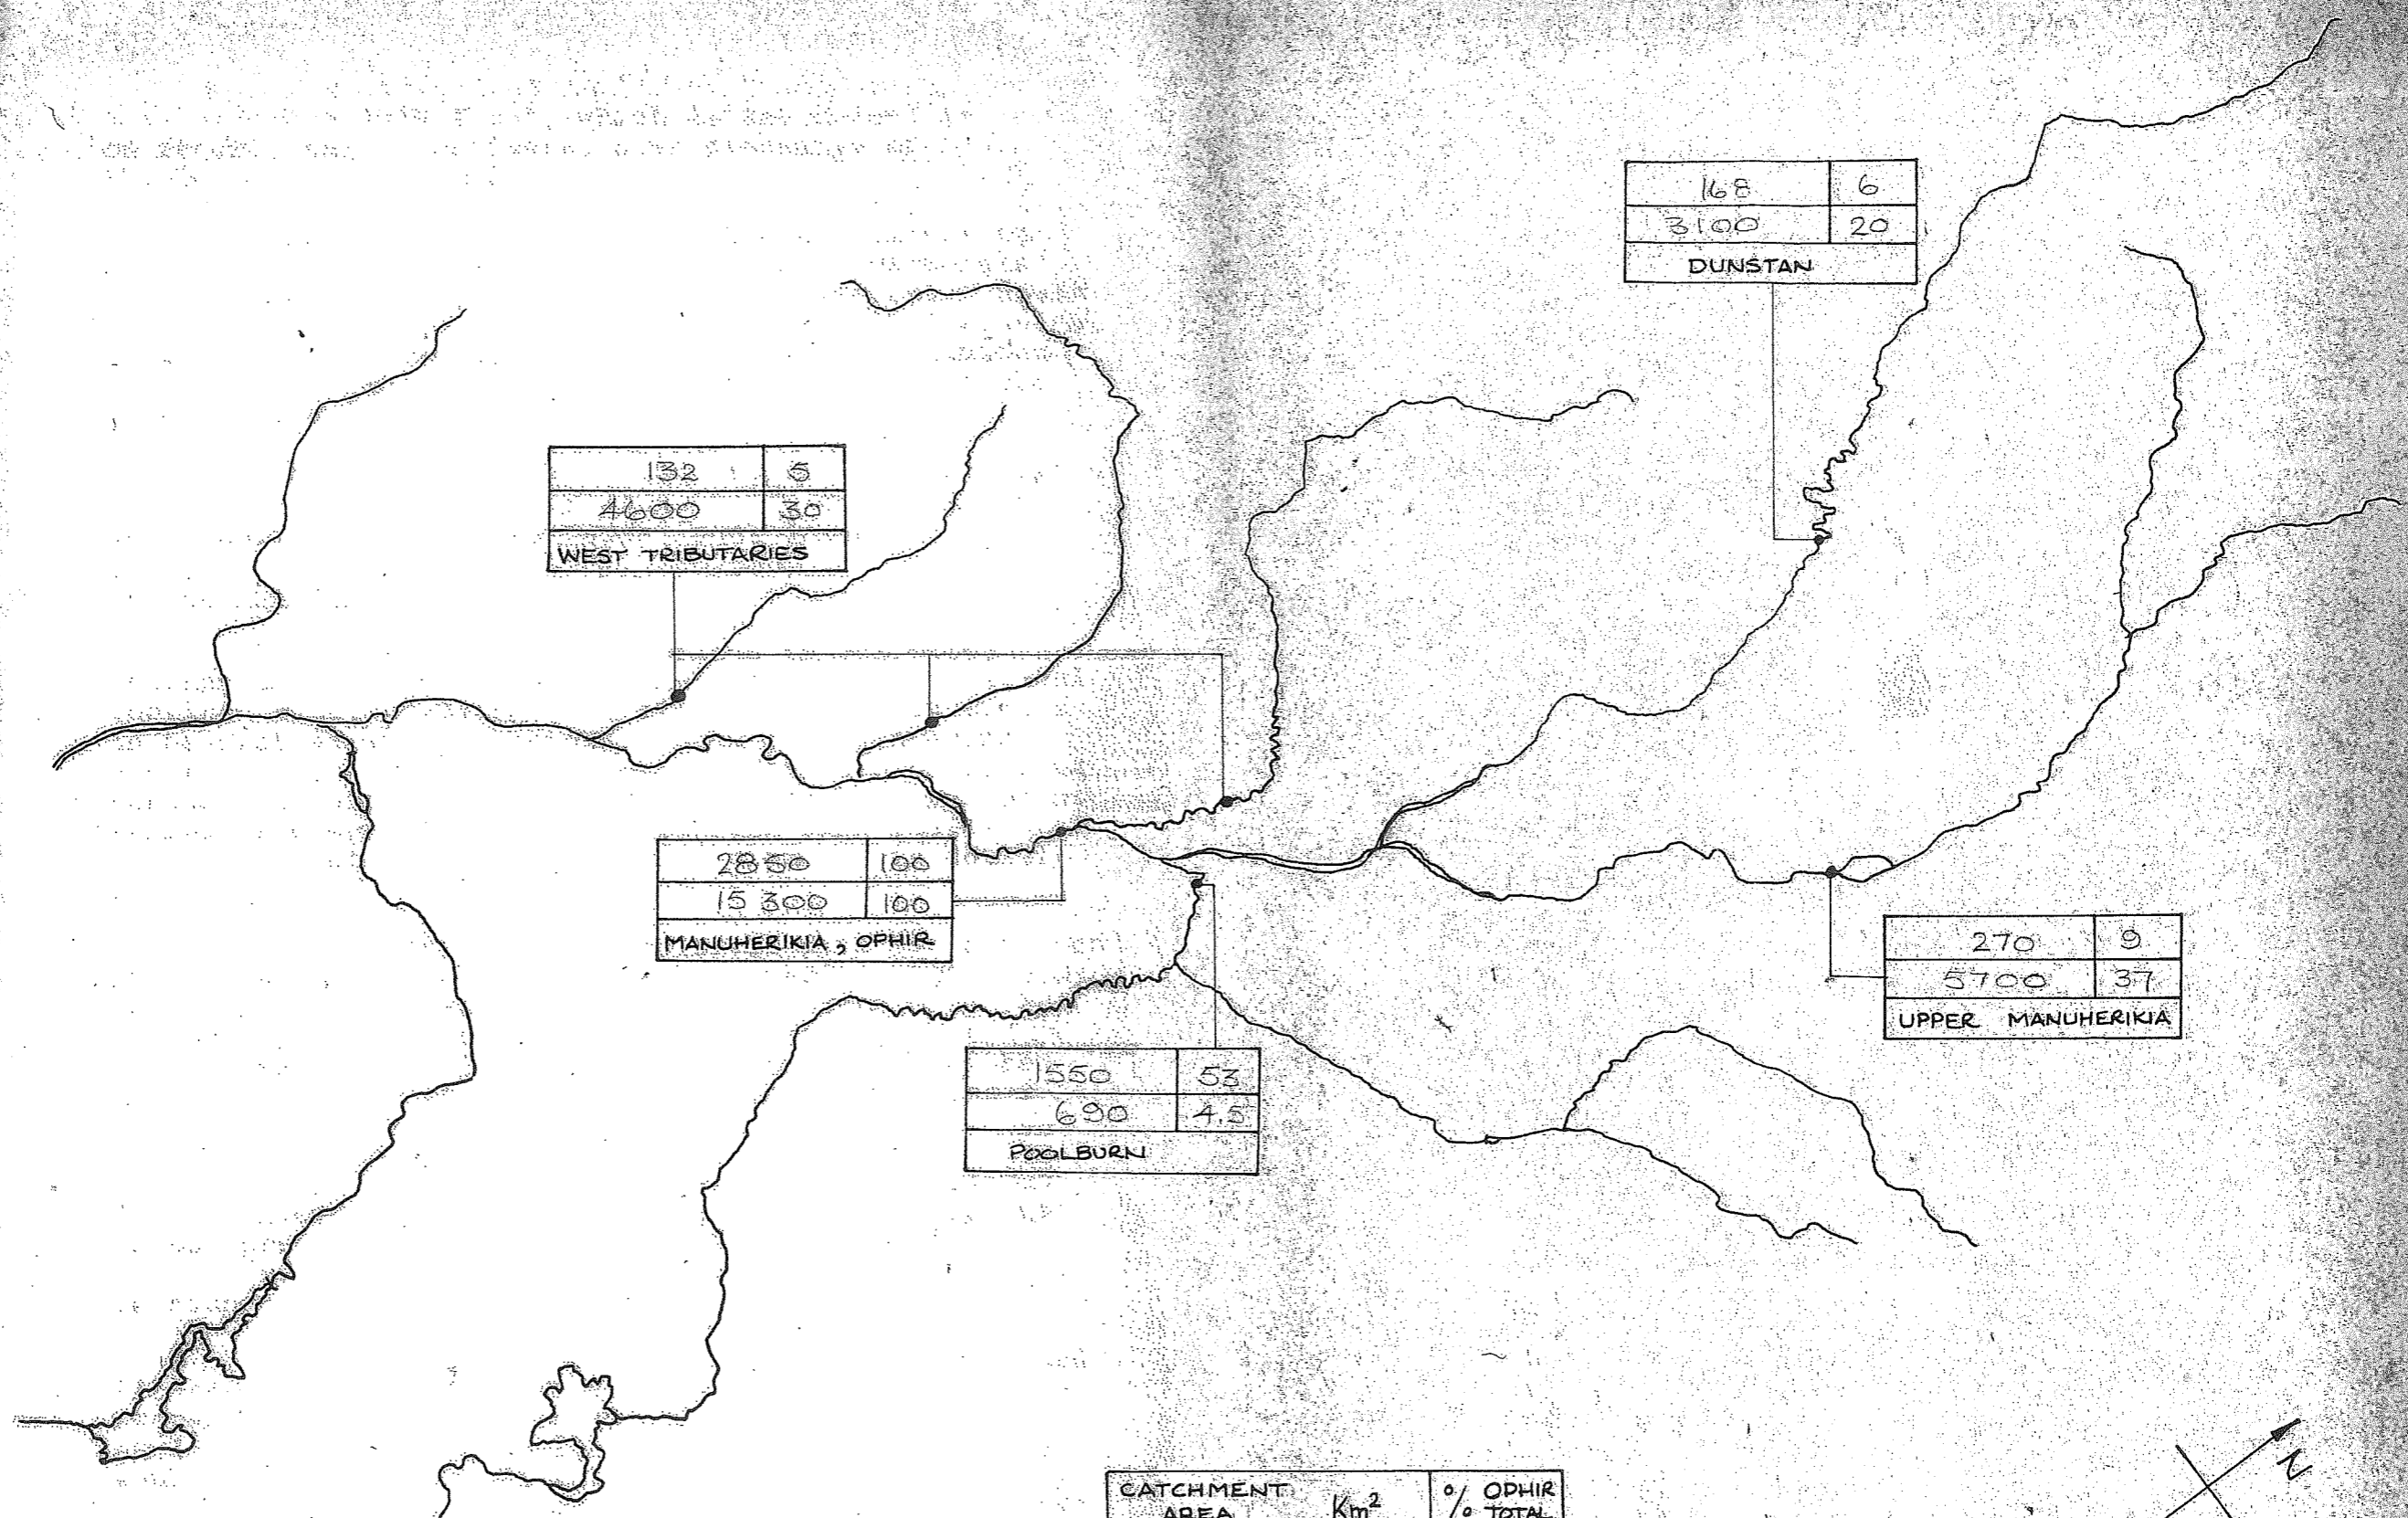 168 6
3100 20
DUNSTAN
132 5
4600 30
WEST TRIBUTARIES
2850 100
15 300 100
MANUHERIKIA, OPHIR
270 9
5700 37
UPPER MANUHERIKIA
1550 53
690 4.5
POOLBURN
CATCHMENT AREA Km² % OPHIR TOTAL
N